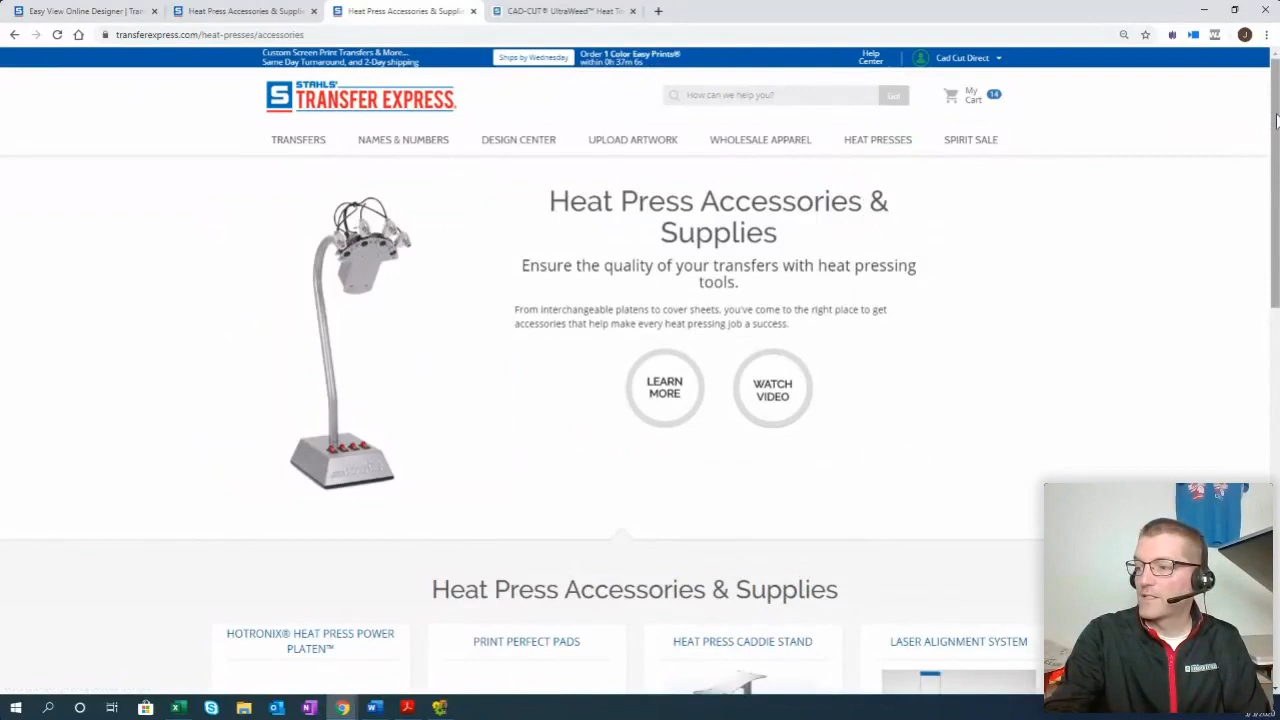 Easy View Online Designer | Tran
Heat Press Accessories & Supplie
Heat Press Accessories & Supplie
CAD-CUT® UltraWeed™ Heat Tra
transferexpress.com/heat-presses/accessories
Custom Screen Print Transfers & More...
Same Day Turnaround, and 2-Day shipping
Ships by Wednesday
Order 1 Color Easy Prints®
within 0h 37m 6s
Help
Center
Cad Cut Direct
STAHLS'
TRANSFER EXPRESS
How can we help you?
Go!
My
Cart
14
TRANSFERS
NAMES & NUMBERS
DESIGN CENTER
UPLOAD ARTWORK
WHOLESALE APPAREL
HEAT PRESSES
SPIRIT SALE
Heat Press Accessories &
Supplies
Ensure the quality of your transfers with heat pressing
tools.
From interchangeable platens to cover sheets, you've come to the right place to get
accessories that help make every heat pressing job a success.
LEARN
MORE
WATCH
VIDEO
Heat Press Accessories & Supplies
HOTRONIX® HEAT PRESS POWER
PLATEN™
PRINT PERFECT PADS
HEAT PRESS CADDIE STAND
LASER ALIGNMENT SYSTEM